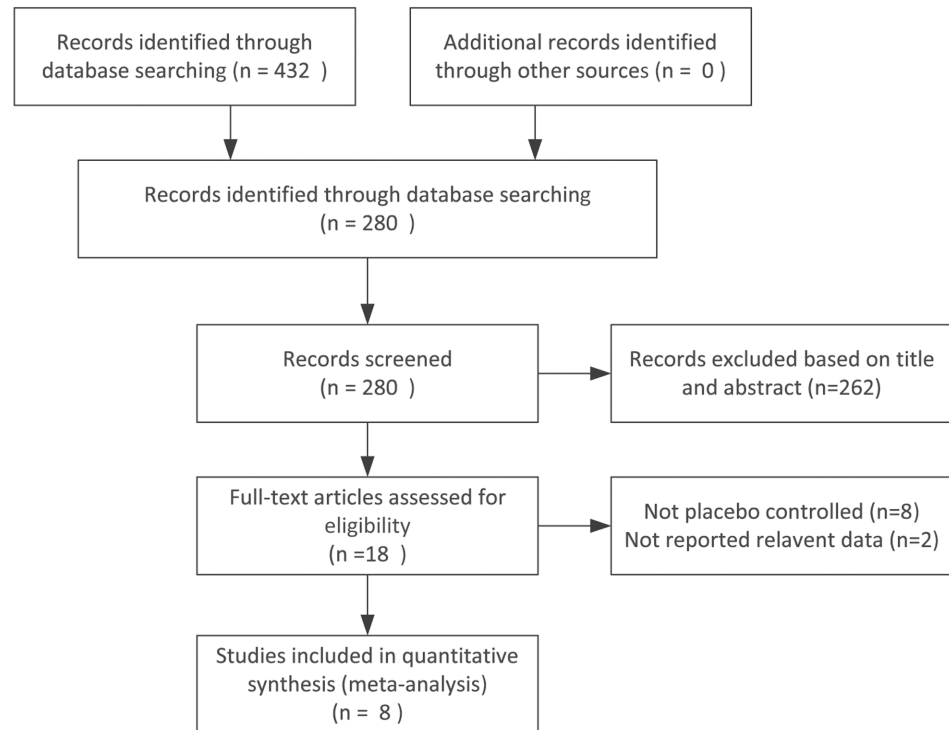 Records identified through
database searching (n = 432  )
Additional records identified
through other sources (n =  0  )
Records identified through database searching
(n = 280  )
Records screened
(n = 280  )
Records excluded based on title
and abstract (n=262)
Full-text articles assessed for
eligibility
(n =18  )
Not placebo controlled (n=8)
Not reported relavent data (n=2)
Studies included in quantitative
synthesis (meta-analysis)
(n =  8 )